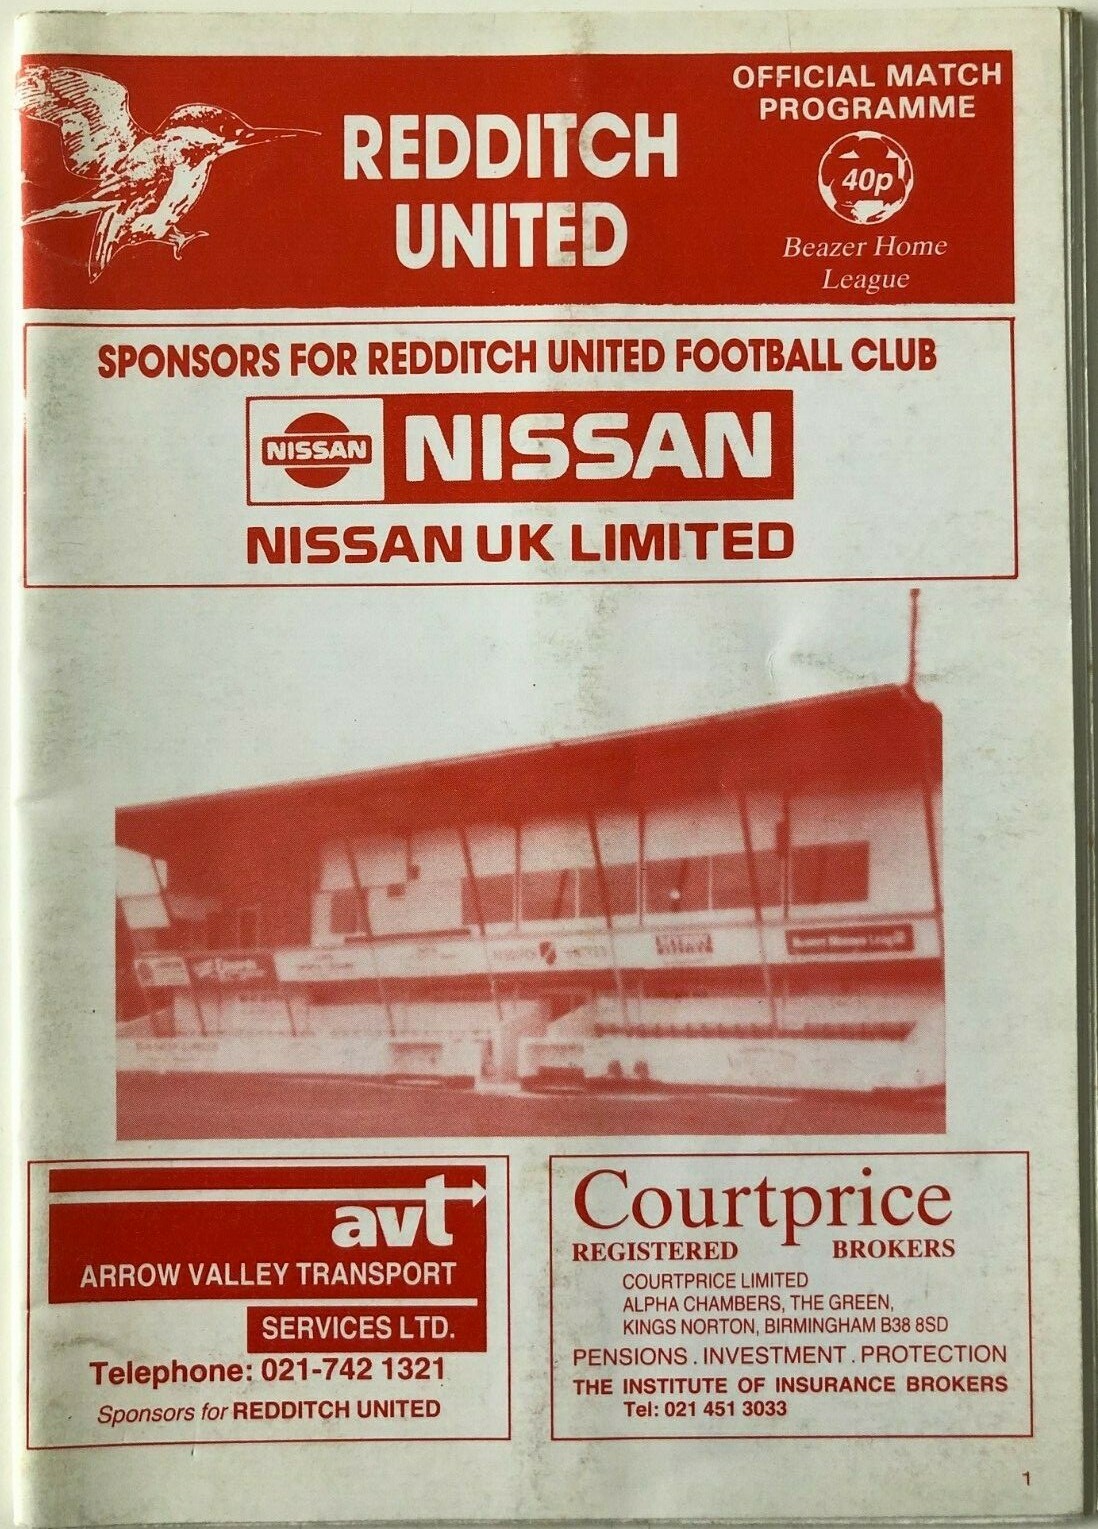 OFFICIAL MATCH
PROGRAMME
REDDITCH
UNITED
40p
Beazer Home
League
SPONSORS FOR REDDITCH UNITED FOOTBALL CLUB
NISSAN NISSAN
NISSAN UK LIMITED
avt
ARROW VALLEY TRANSPORT
SERVICES LTD.
Telephone: 021-742 1321
Sponsors for REDDITCH UNITED
Courtprice
REGISTERED BROKERS
COURTPRICE LIMITED
ALPHA CHAMBERS, THE GREEN,
KINGS NORTON, BIRMINGHAM B38 8SD
PENSIONS . INVESTMENT . PROTECTION
THE INSTITUTE OF INSURANCE BROKERS
Tel: 021 451 3033
1